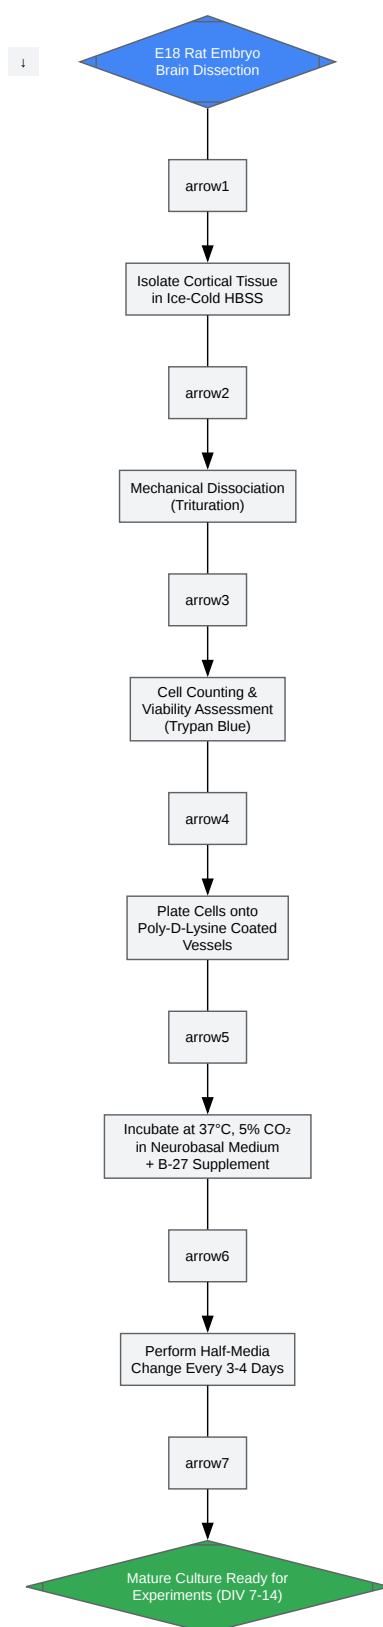 E18 Rat Embryo
Brain Dissection
↓
arrow1
Isolate Cortical Tissue
in Ice-Cold HBSS
arrow2
Mechanical Dissociation
(Trituration)
arrow3
Cell Counting &
Viability Assessment
(Trypan Blue)
arrow4
Plate Cells onto
Poly-D-Lysine Coated
Vessels
arrow5
Incubate at 37°C, 5% CO₂
in Neurobasal Medium
+ B-27 Supplement
arrow6
Perform Half-Media
Change Every 3-4 Days
arrow7
Mature Culture Ready for
Experiments (DIV 7-14)